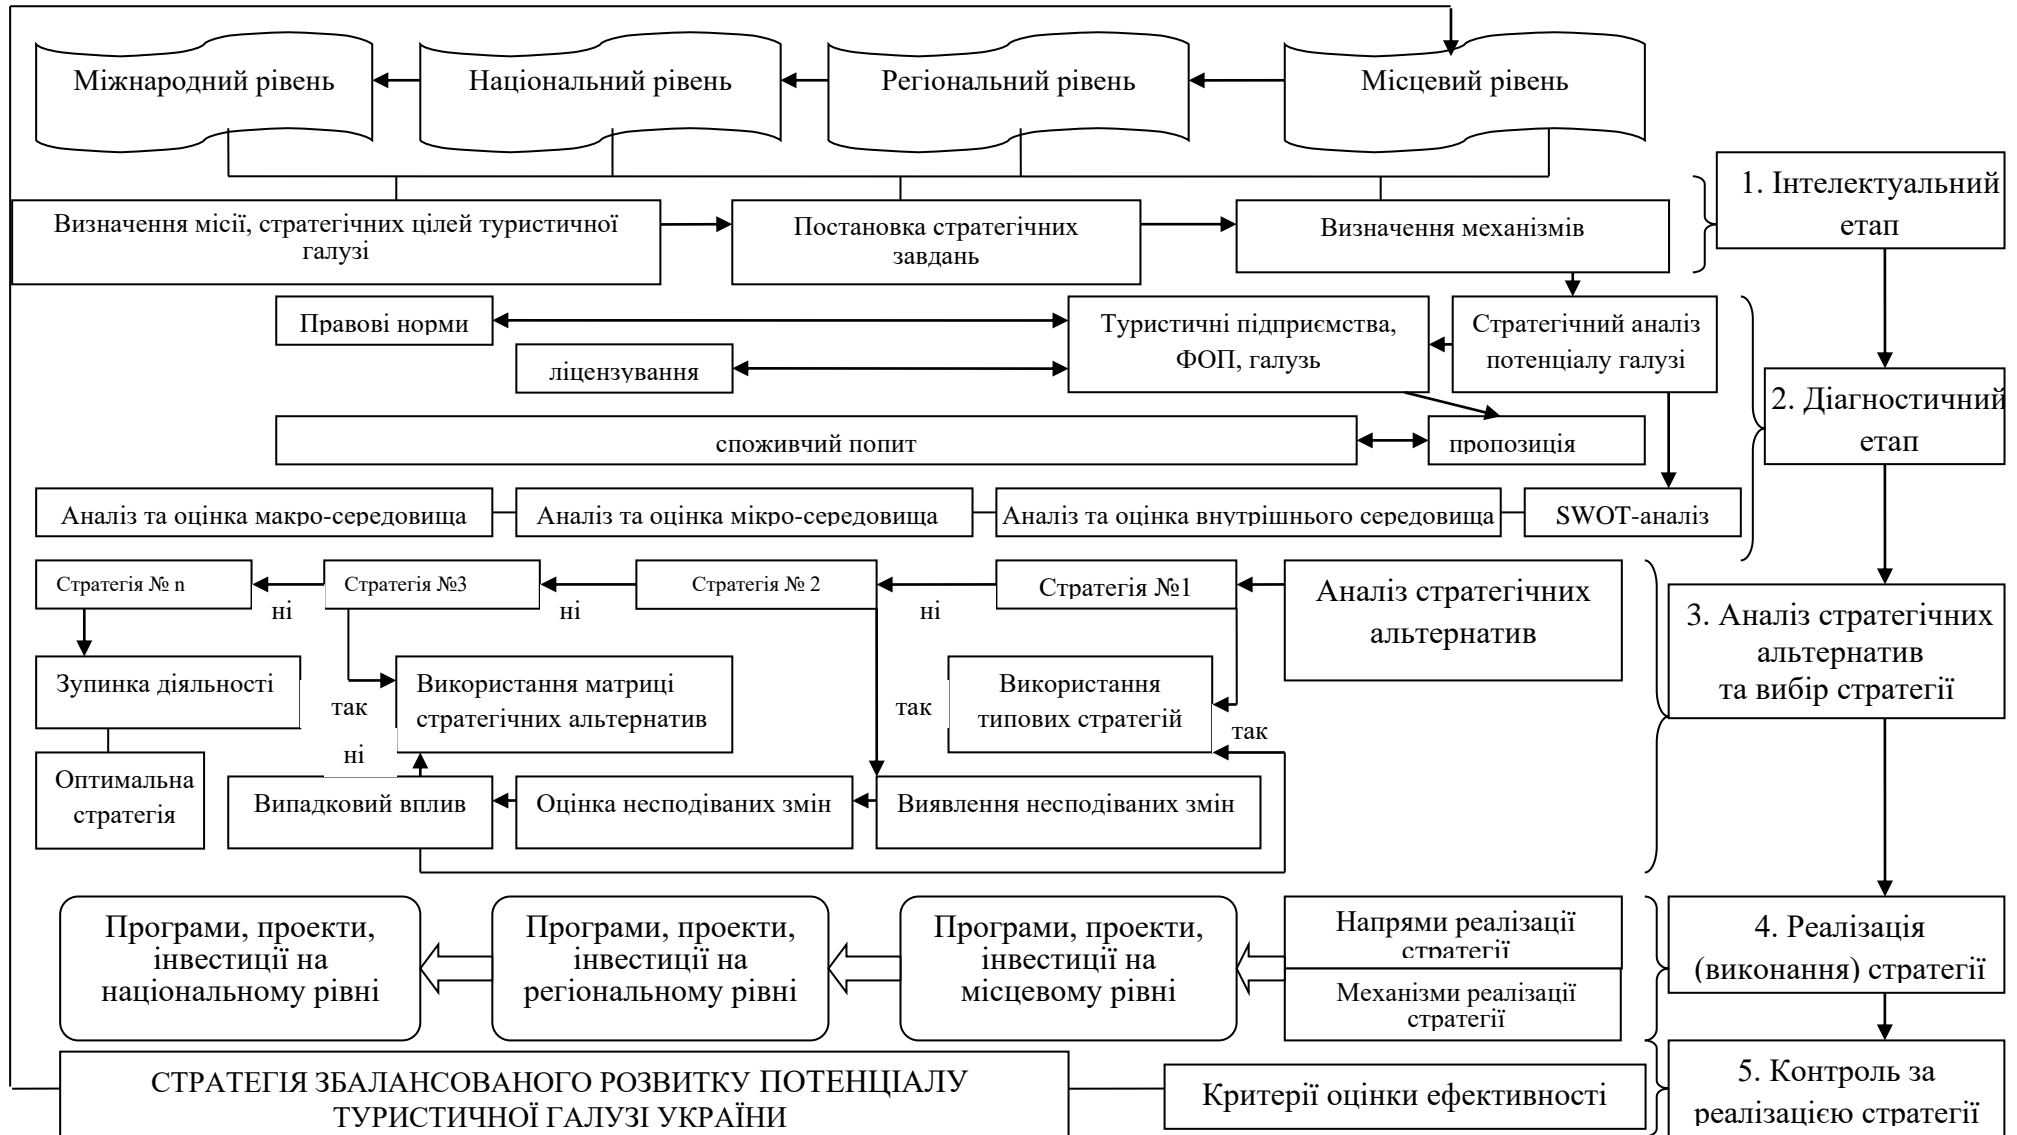 Міжнародний рівень
Національний рівень
Регіональний рівень
Місцевий рівень
1. Інтелектуальний
етап
Визначення місії, стратегічних цілей туристичної
галузі
Постановка стратегічних
завдань
Визначення механізмів
Правові норми
ліцензування
Туристичні підприємства,
ФОП, галузь
Стратегічний аналіз
потенціалу галузі
2. Діагностичний
етап
споживчий попит
пропозиція
Аналіз та оцінка макро-середовища
Аналіз та оцінка мікро-середовища
Аналіз та оцінка внутрішнього середовища
SWOT-аналіз
Стратегія № n
ні
Стратегія №3
ні
Стратегія № 2
ні
Стратегія №1
Аналіз стратегічних
альтернатив
3. Аналіз стратегічних
альтернатив
та вибір стратегії
Зупинка діяльності
так
ні
Використання матриці
стратегічних альтернатив
так
Використання
типових стратегій
так
Оптимальна
стратегія
Випадковий вплив
Оцінка несподіваних змін
Виявлення несподіваних змін
Програми, проекти,
інвестиції на
національному рівні
Програми, проекти,
інвестиції на
регіональному рівні
Програми, проекти,
інвестиції на
місцевому рівні
Напрями реалізації
стратегії
Механізми реалізації
стратегії
4. Реалізація
(виконання) стратегії
СТРАТЕГІЯ ЗБАЛАНСОВАНОГО РОЗВИТКУ ПОТЕНЦІАЛУ
ТУРИСТИЧНОЇ ГАЛУЗІ УКРАЇНИ
Критерії оцінки ефективності
5. Контроль за
реалізацією стратегії